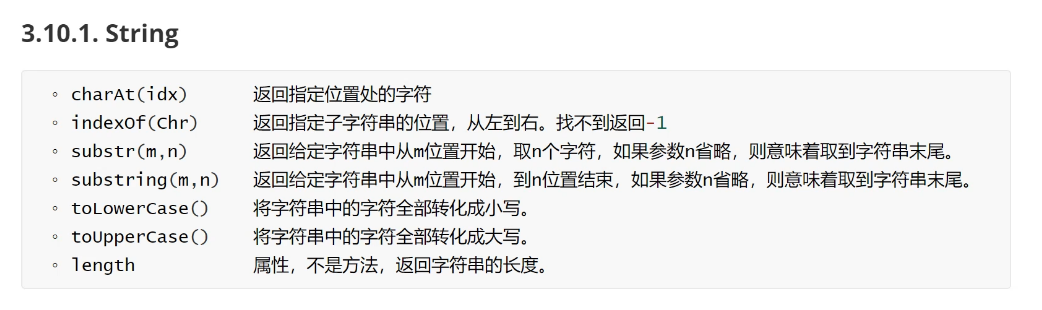 3.10.1. String
◦ charAt(idx) 返回指定位置处的字符
◦ indexOf(Chr) 返回指定子字符串的位置，从左到右。找不到返回-1
◦ substr(m,n) 返回给定字符串中从m位置开始，取n个字符，如果参数n省略，则意味着取到字符串末尾。
◦ substring(m,n) 返回给定字符串中从m位置开始，到n位置结束，如果参数n省略，则意味着取到字符串末尾。
◦ toLowerCase() 将字符串中的字符全部转化成小写。
◦ toUpperCase() 将字符串中的字符全部转化成大写。
◦ length 属性，不是方法，返回字符串的长度。